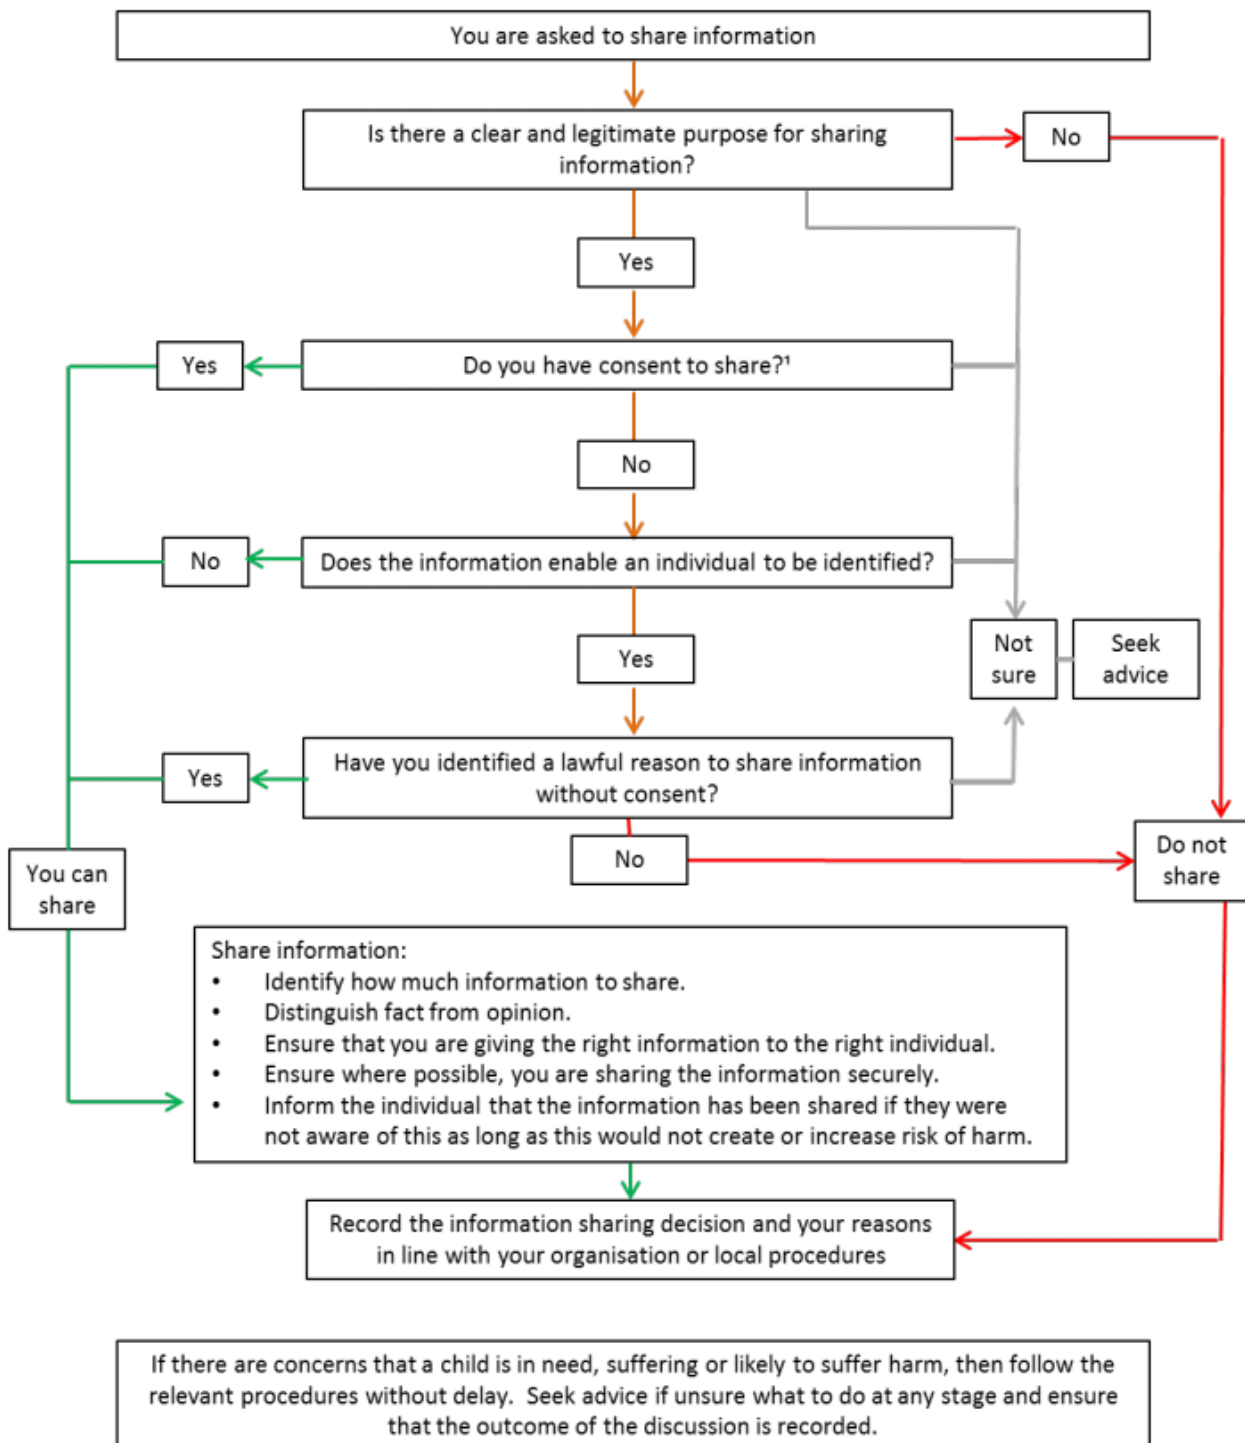 You are asked to share information
Is there a clear and legitimate purpose for sharing
information?
No
Yes
Yes
Do you have consent to share?¹
No
No
Does the information enable an individual to be identified?
Yes
Not
sure
Seek
advice
Yes
Have you identified a lawful reason to share information
without consent?
No
Do not
share
You can
share
Share information:
• Identify how much information to share.
• Distinguish fact from opinion.
• Ensure that you are giving the right information to the right individual.
• Ensure where possible, you are sharing the information securely.
• Inform the individual that the information has been shared if they were
not aware of this as long as this would not create or increase risk of harm.
Record the information sharing decision and your reasons
in line with your organisation or local procedures
If there are concerns that a child is in need, suffering or likely to suffer harm, then follow the
relevant procedures without delay.  Seek advice if unsure what to do at any stage and ensure
that the outcome of the discussion is recorded.